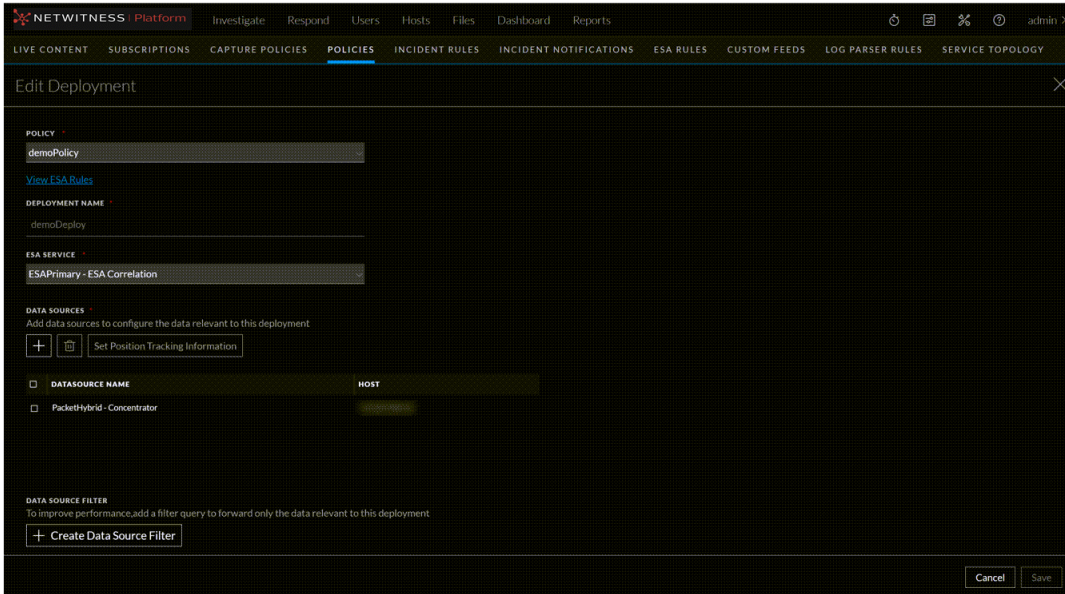 NETWITNESS Platform Investigate Respond Users Hosts Files Dashboard Reports admin
LIVE CONTENT SUBSCRIPTIONS CAPTURE POLICIES POLICIES INCIDENT RULES INCIDENT NOTIFICATIONS ESA RULES CUSTOM FEEDS LOG PARSER RULES SERVICE TOPOLOGY
Edit Deployment
POLICY *
demoPolicy
View ESA Rules
DEPLOYMENT NAME *
demoDeploy
ESA SERVICE *
ESAPrimary - ESA Correlation
DATA SOURCES *
Add data sources to configure the data relevant to this deployment
Set Position Tracking Information
DATASOURCE NAME HOST
PacketHybrid - Concentrator
DATA SOURCE FILTER
To improve performance,add a filter query to forward only the data relevant to this deployment
+ Create Data Source Filter
Cancel Save